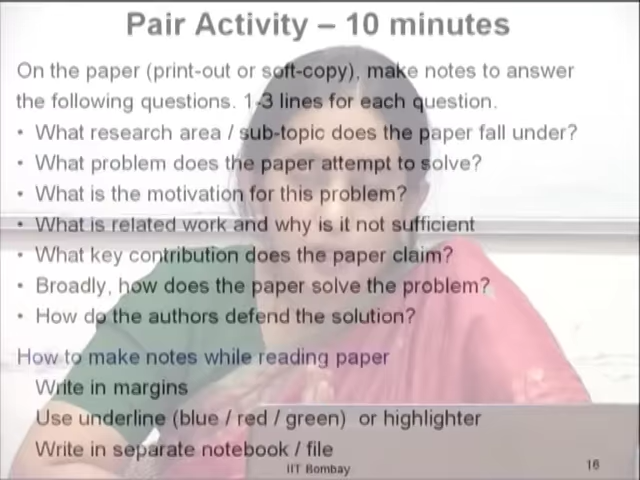 Pair Activity – 10 minutes
On the paper (print-out or soft-copy), make notes to answer
the following questions. 1-3 lines for each question.
• What research area / sub-topic does the paper fall under?
• What problem does the paper attempt to solve?
• What is the motivation for this problem?
• What is related work and why is it not sufficient
• What key contribution does the paper claim?
• Broadly, how does the paper solve the problem?
• How do the authors defend the solution?
How to make notes while reading paper
Write in margins
Use underline (blue / red / green) or highlighter
Write in separate notebook / file
IIT Bombay
16